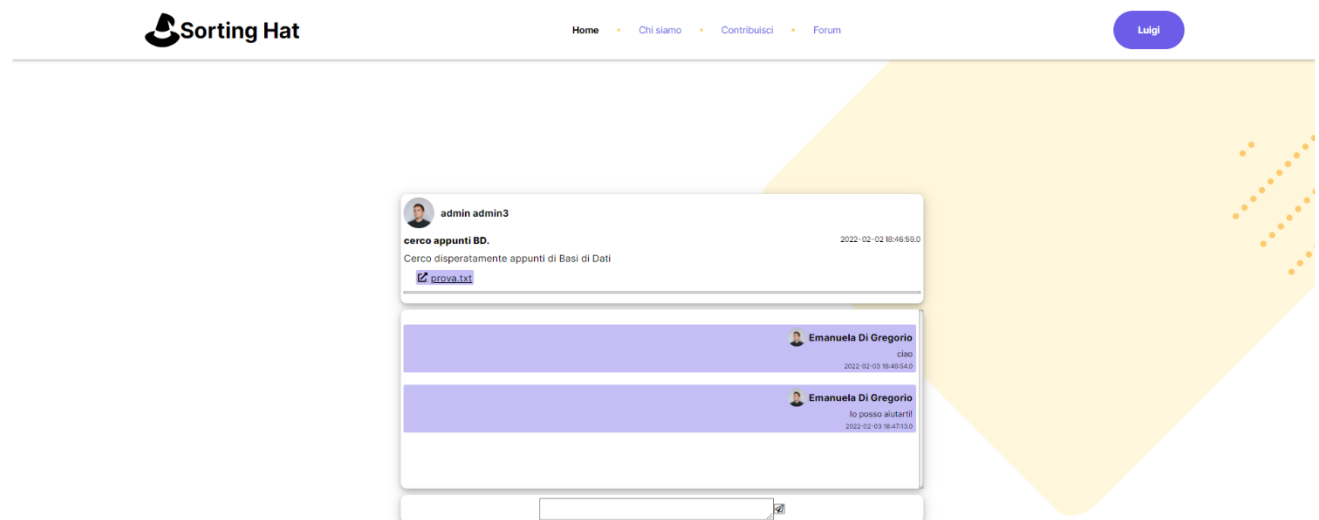 Sorting Hat
Home • Chi siamo • Contribuisci • Forum
Luigi
admin admin3
cerco appunti BD.
2022-02-02 18:46:56.0
Cerco disperatamente appunti di Basi di Dati
prova.txt
Emanuela Di Gregorio
ciao
2022-02-03 18:46:54.0
Emanuela Di Gregorio
Io posso aiutarti!
2022-02-03 18:47:13.0